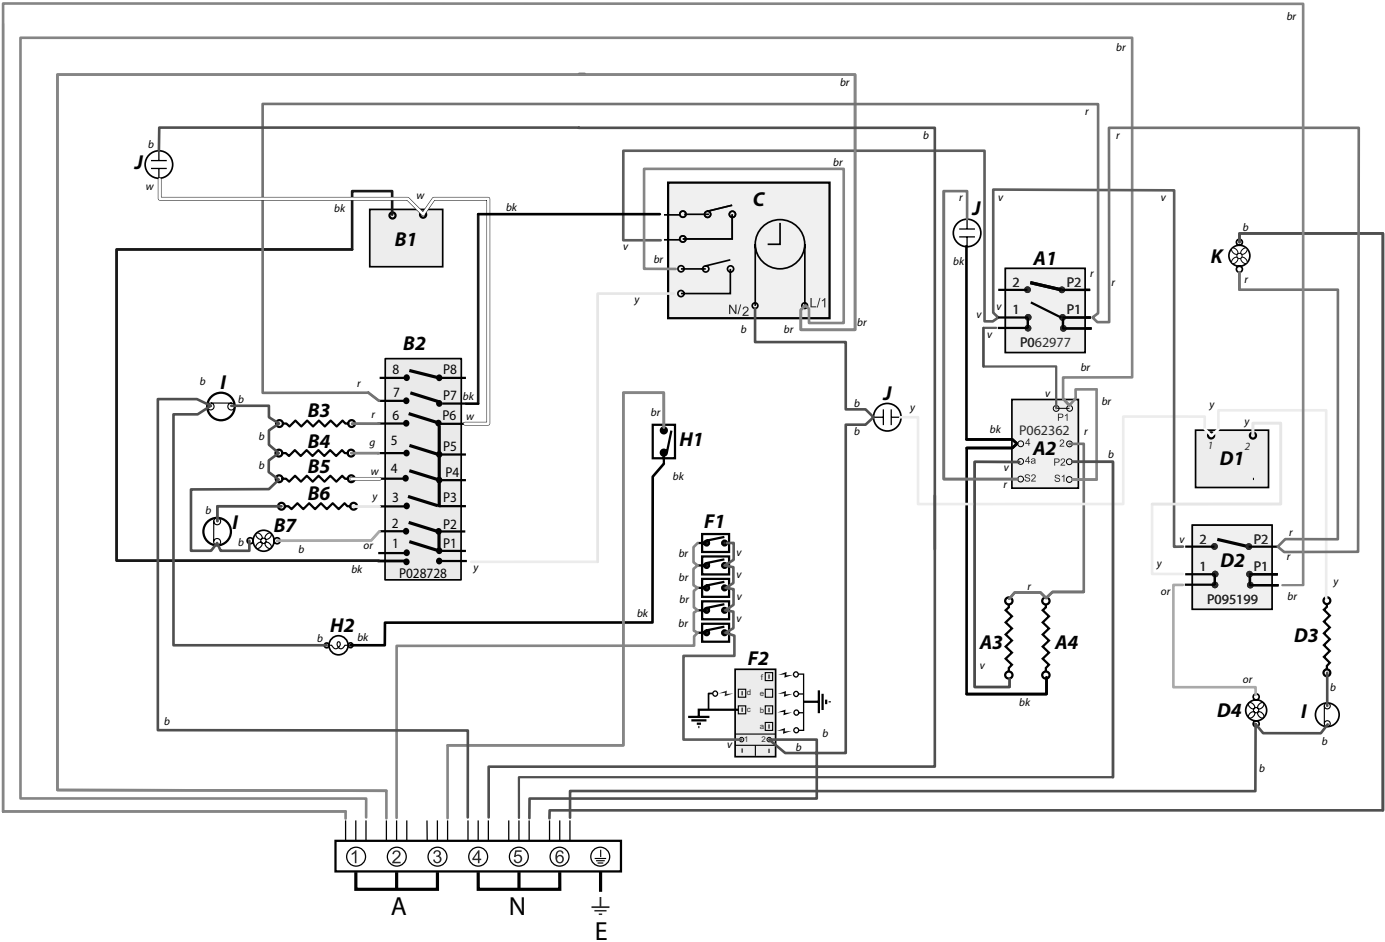 br
br
br
r
b
r
br
b
J
w
w
bk
B1
bk
v
br
y
C
N/2
L/1
b
br
br
r
J
bk
v
v
A1
r
r
2
P2
1
P1
v
v
P062977
b
K
r
B2
8
P8
7
P7
bk
6
P6
w
5
P5
4
P4
3
P3
2
P2
1
P1
P028728
y
r
b
I
b
B3
r
b
B4
g
b
B5
w
B6
y
b
I
b
B7
b
or
bk
br
H1
bk
J
b
b
y
br
v
br
P1
P062362
r
bk
4
2
A2
v
4a
P2
b
r
S2
S1
y
y
1
2
D1
v
2
P2
r
r
D2
y
1
P1
or
br
P095199
y
F1
br
v
br
v
br
v
br
v
bk
H2
b
bk
r
A3
A4
v
bk
D3
b
or
D4
I
b
b
F2
f
d
e
c
b
a
v
1
2
b
b
b
1
2
3
4
5
6
A
N
E